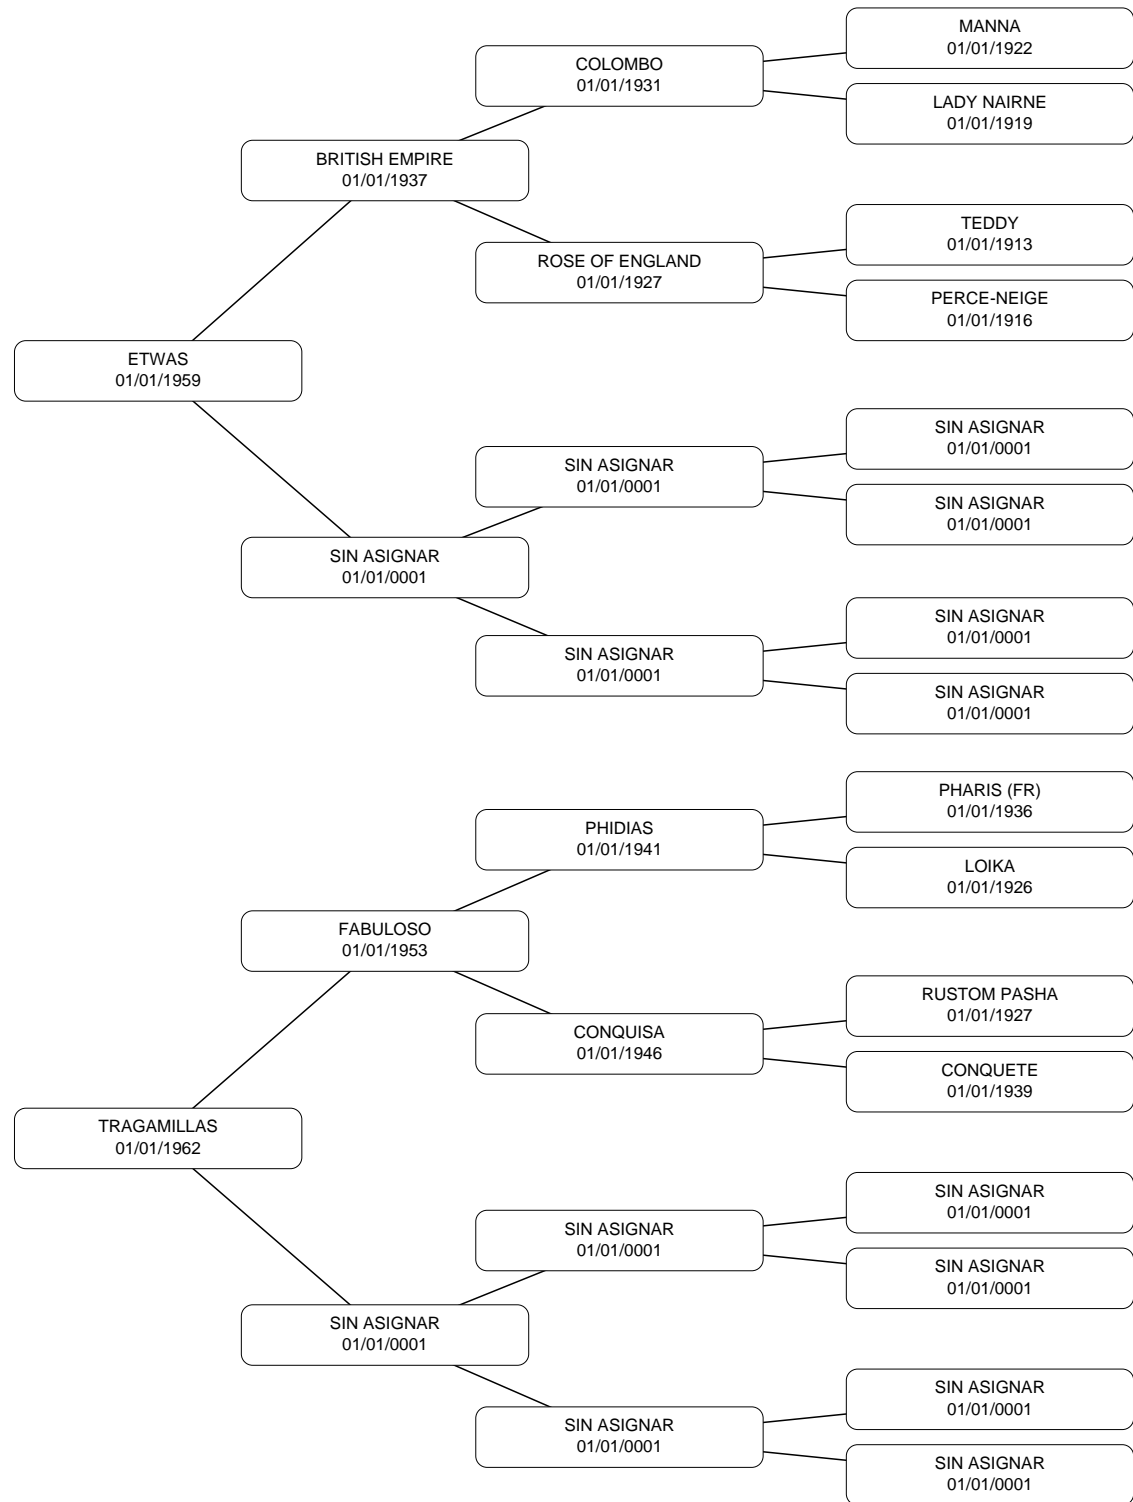 MANNA
01/01/1922
COLOMBO
01/01/1931
LADY NAIRNE
01/01/1919
BRITISH EMPIRE
01/01/1937
TEDDY
01/01/1913
ROSE OF ENGLAND
01/01/1927
PERCE-NEIGE
01/01/1916
ETWAS
01/01/1959
SIN ASIGNAR
01/01/0001
SIN ASIGNAR
01/01/0001
SIN ASIGNAR
01/01/0001
SIN ASIGNAR
01/01/0001
SIN ASIGNAR
01/01/0001
SIN ASIGNAR
01/01/0001
SIN ASIGNAR
01/01/0001
PHARIS (FR)
01/01/1936
PHIDIAS
01/01/1941
LOIKA
01/01/1926
FABULOSO
01/01/1953
RUSTOM PASHA
01/01/1927
CONQUISA
01/01/1946
CONQUETE
01/01/1939
TRAGAMILLAS
01/01/1962
SIN ASIGNAR
01/01/0001
SIN ASIGNAR
01/01/0001
SIN ASIGNAR
01/01/0001
SIN ASIGNAR
01/01/0001
SIN ASIGNAR
01/01/0001
SIN ASIGNAR
01/01/0001
SIN ASIGNAR
01/01/0001